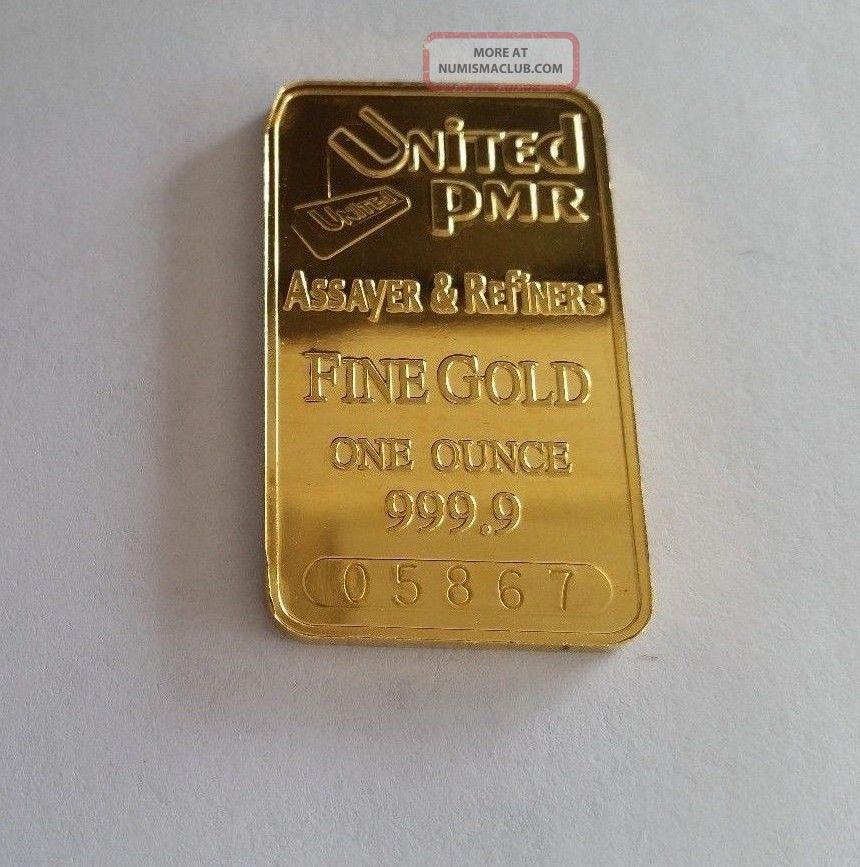 MORE AT
NUMISMACLUB.COM
UNiTEd
UNiTEd
PMR
ASSAYER & REFINERS
FINE GOLD
ONE OUNCE
999.9
05867